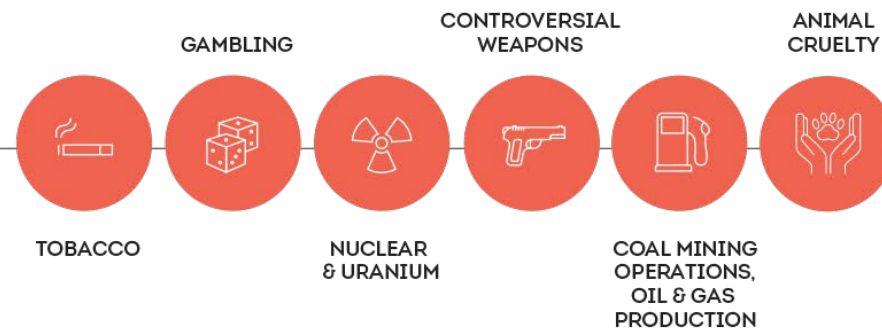 TOBACCO
GAMBLING
NUCLEAR
& URANIUM
CONTROVERSIAL
WEAPONS
COAL MINING
OPERATIONS,
OIL & GAS
PRODUCTION
ANIMAL
CRUELTY